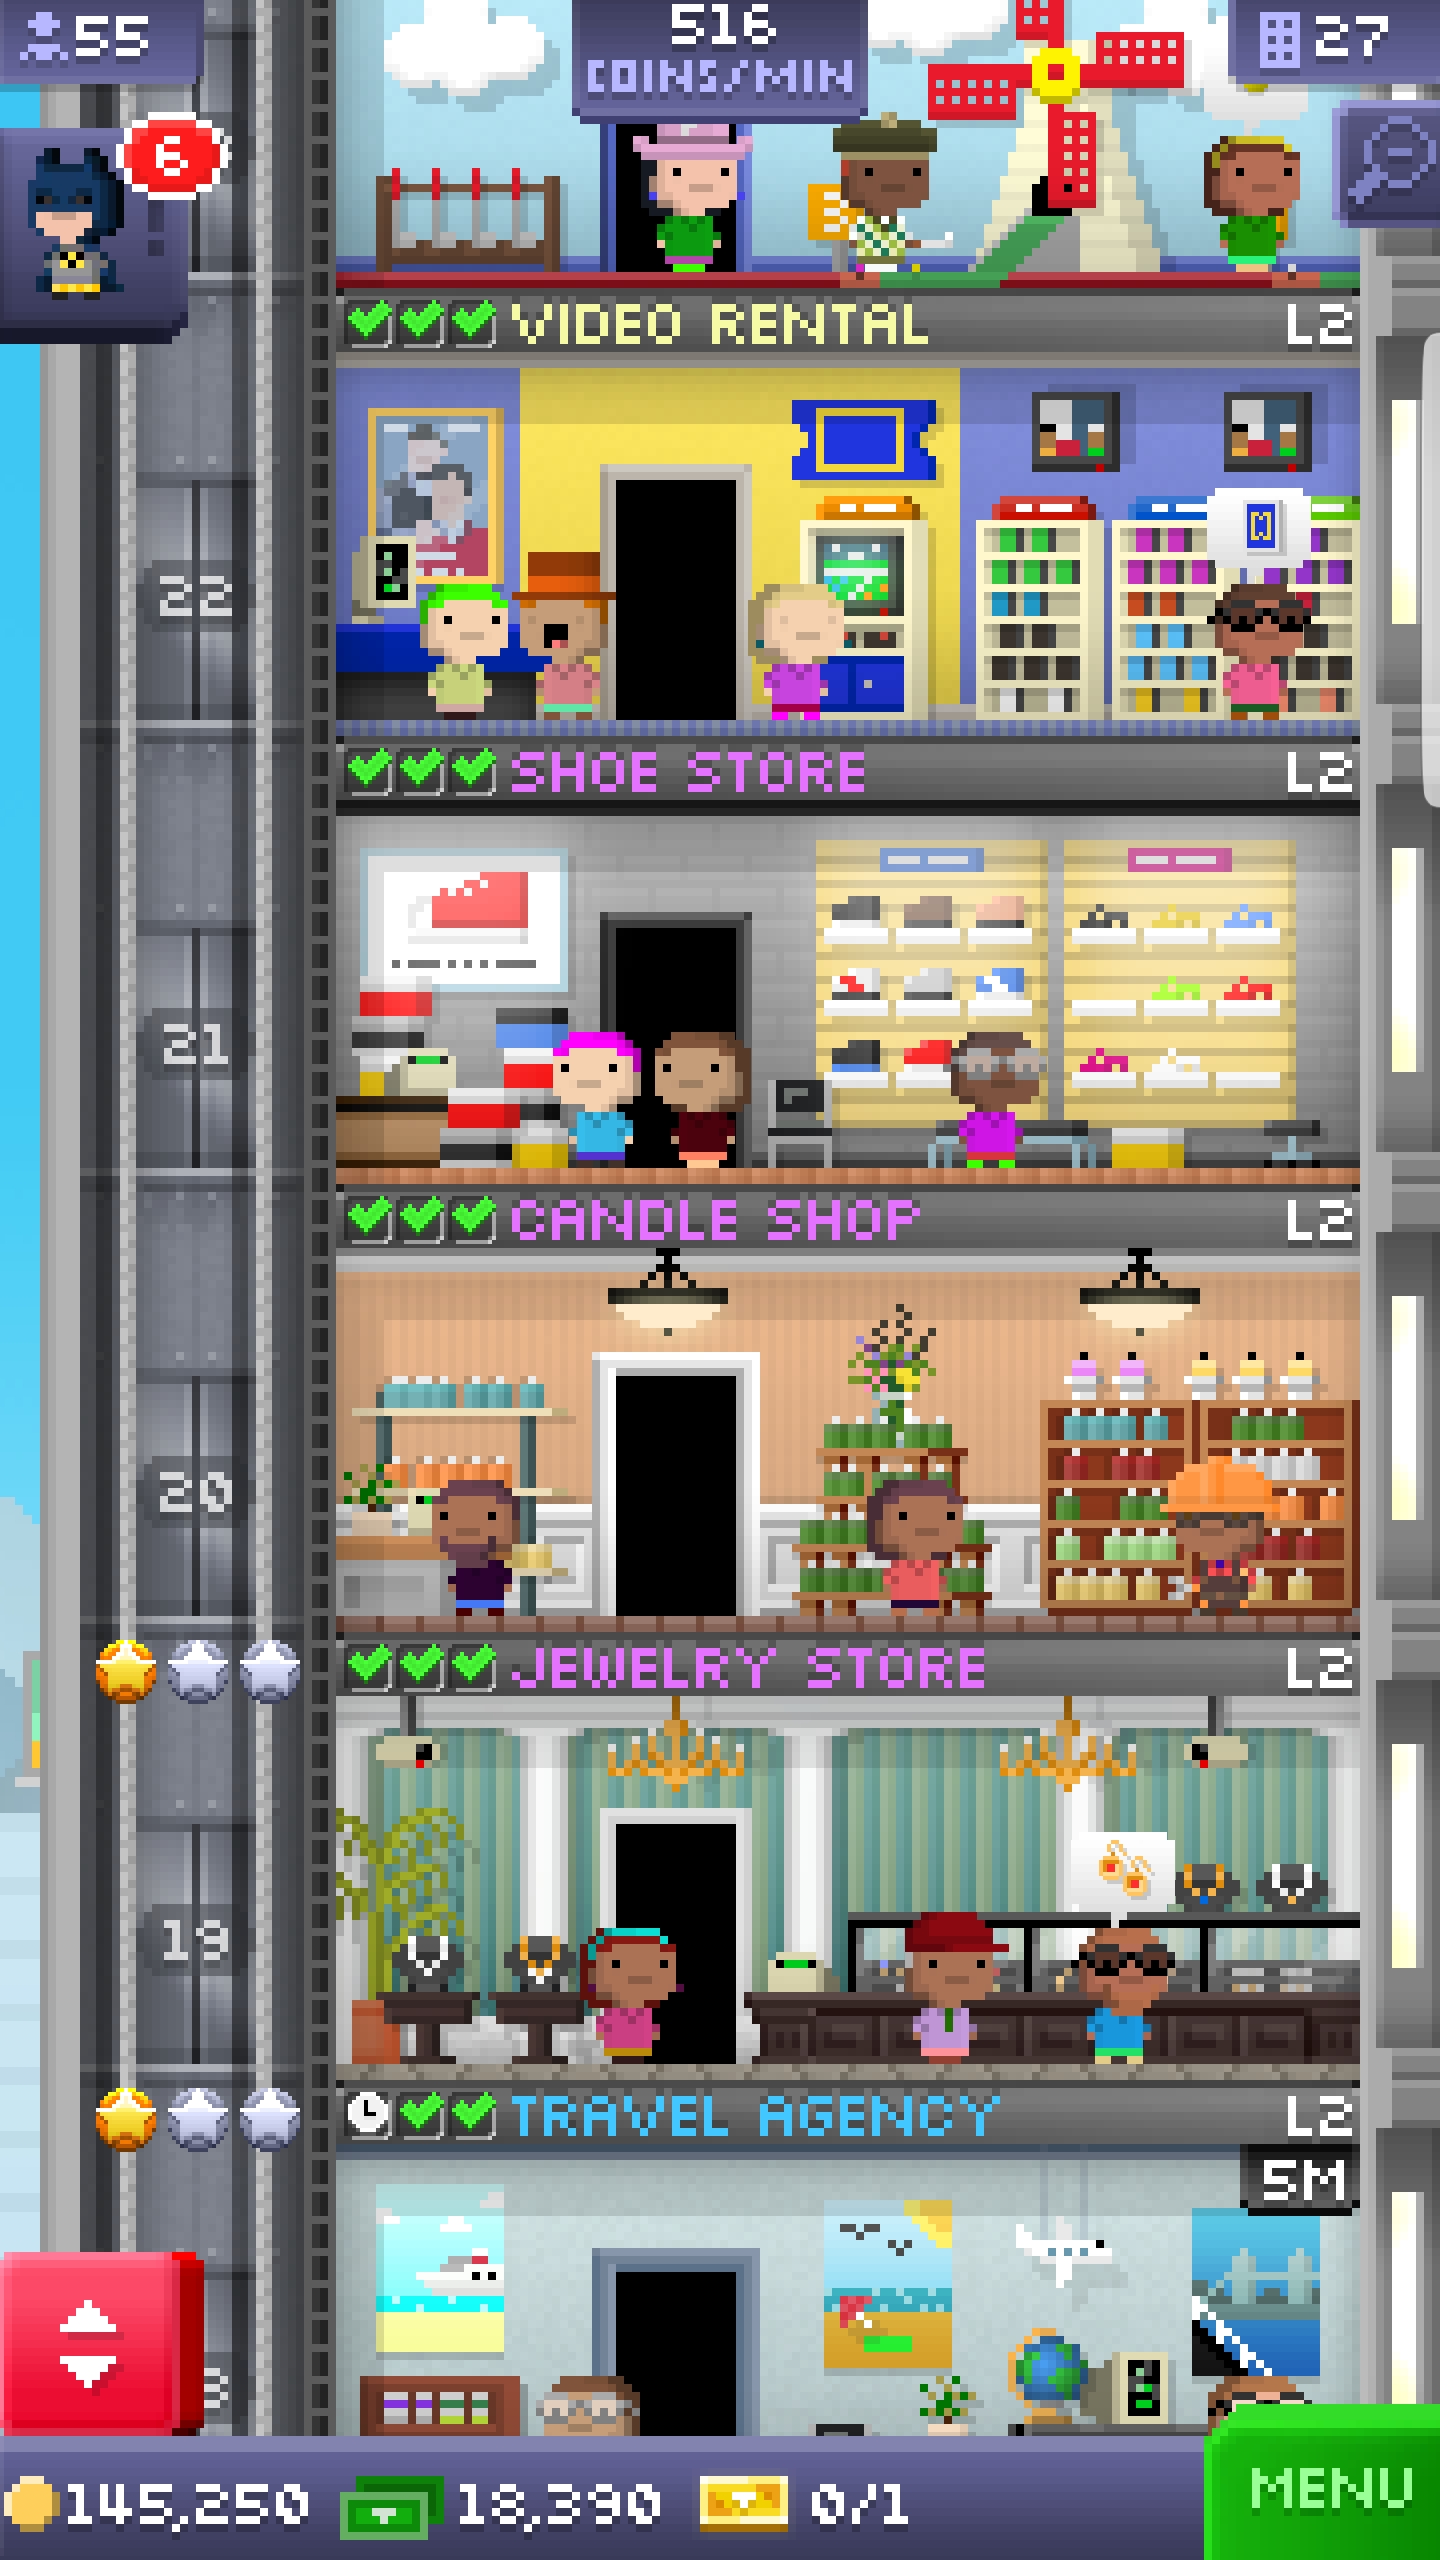 55
516
COINS/MIN
27
6
VIDEO RENTAL L2
22
SHOE STORE L2
21
CANDLE SHOP L2
20
JEWELRY STORE L2
19
TRAVEL AGENCY L2
5M
145,250 18,390 0/1
MENU